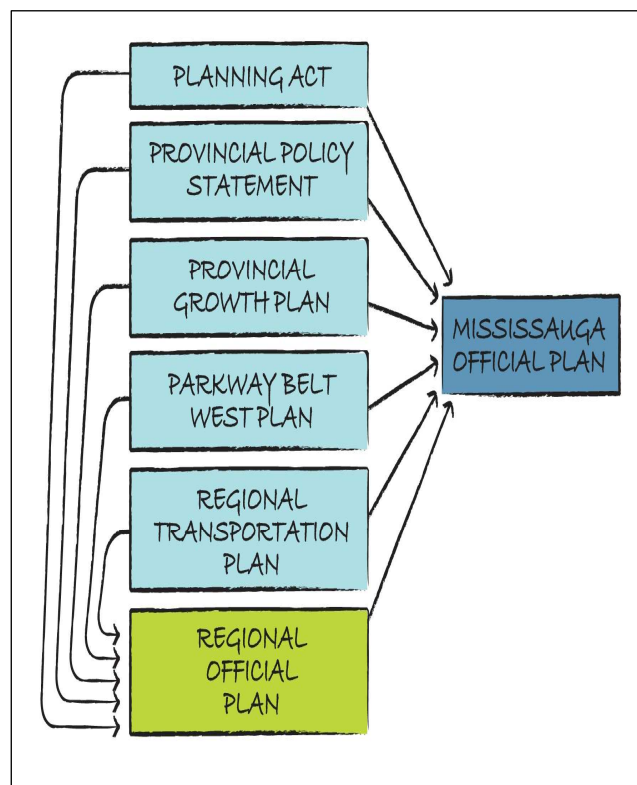 PLANNING ACT
PROVINCIAL POLICY
STATEMENT
PROVINCIAL
GROWTH PLAN
PARKWAY BELT
WEST PLAN
REGIONAL
TRANSPORTATION
PLAN
REGIONAL
OFFICIAL
PLAN
MISSISSAUGA
OFFICIAL PLAN